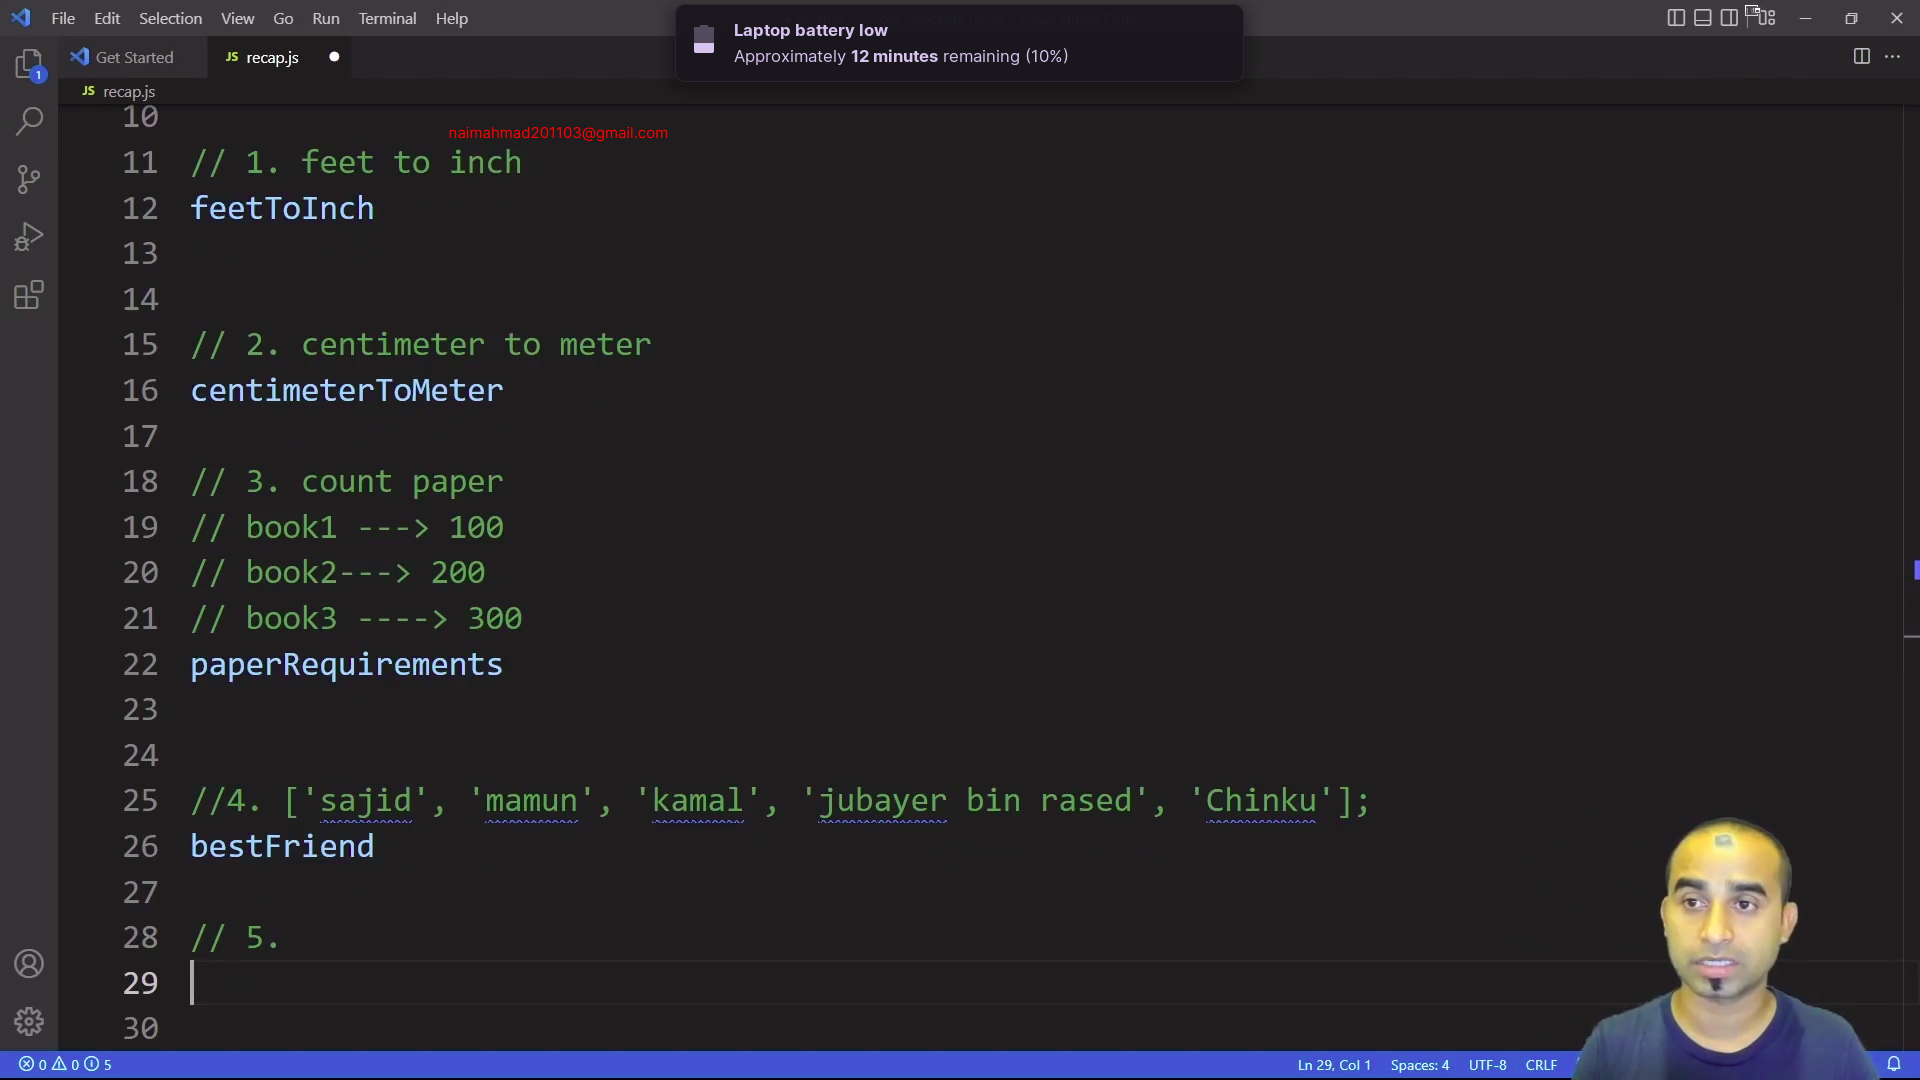 File Edit Selection View Go Run Terminal Help
Laptop battery low
Approximately 12 minutes remaining (10%)
1
Get Started
JS recap.js
JS recap.js
naimahmad201103@gmail.com
10
11 // 1. feet to inch
12 feetToInch
13
14
15 // 2. centimeter to meter
16 centimeterToMeter
17
18 // 3. count paper
19 // book1 ---> 100
20 // book2---> 200
21 // book3 ----> 300
22 paperRequirements
23
24
25 //4. ['sajid', 'mamun', 'kamal', 'jubayer bin rased', 'Chinku'];
26 bestFriend
27
28 // 5.
29
30
0 0 5
Ln 29, Col 1 Spaces: 4 UTF-8 CRLF